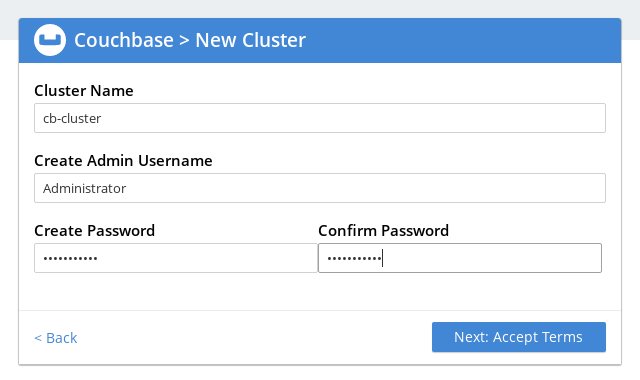 Couchbase > New Cluster
Cluster Name
cb-cluster
Create Admin Username
Administrator
Create Password Confirm Password
••••••••••• •••••••••••
< Back Next: Accept Terms